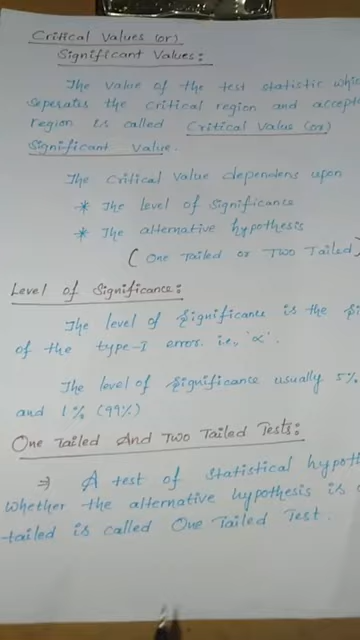 Critical Values (or)
Significant Values:
The value of the test statistic
seperates the critical region and
region is called Critical Value (or)
Significant Value.
The Critical Value dependens upon
* The level of Significance
* The alternative hypothesis
(One Tailed or Two Tailed)
Level of Significance:
The level of Significance is the
of the type-I error. i.e., 'α'.
The level of Significance usually 5%
and 1% (99%)
One Tailed And Two Tailed Tests:
⇒ A test of Statistical
whether the alternative hypothesis is
-tailed is called One Tailed Test.